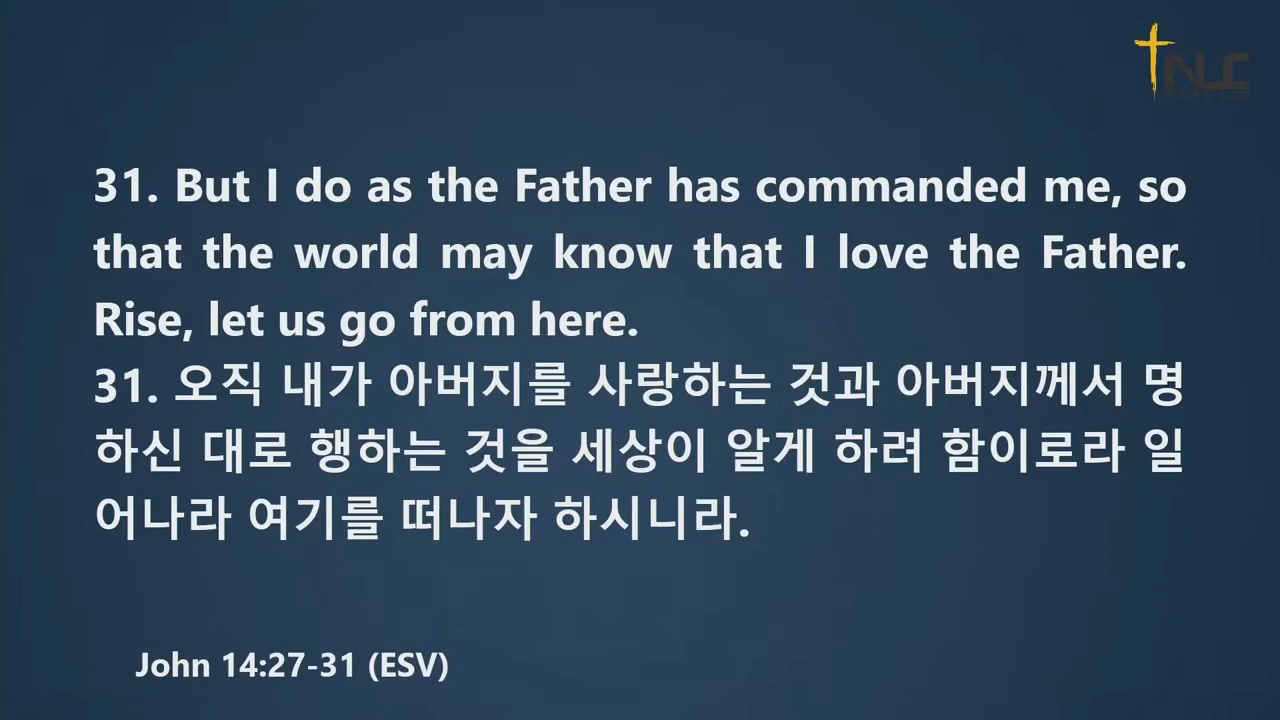 NLC
31. But I do as the Father has commanded me, so
that the world may know that I love the Father.
Rise, let us go from here.
31. 오직 내가 아버지를 사랑하는 것과 아버지께서 명
하신 대로 행하는 것을 세상이 알게 하려 함이로라 일
어나라 여기를 떠나자 하시니라.
John 14:27-31 (ESV)